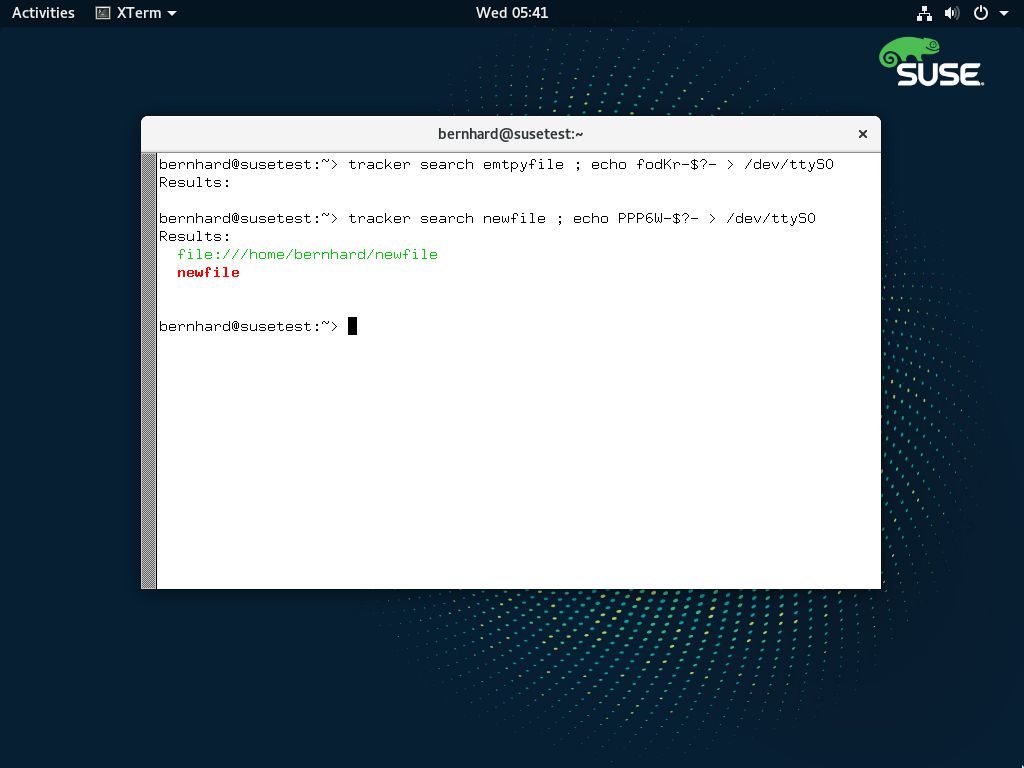 Activities XTerm Wed 05:41
SUSE
bernhard@susetest:~
bernhard@susetest:~> tracker search emtpyfile ; echo fodKr-$?- > /dev/ttyS0
Results:
bernhard@susetest:~> tracker search newfile ; echo PPP6W-$?- > /dev/ttyS0
Results:
file:///home/bernhard/newfile
newfile
bernhard@susetest:~>